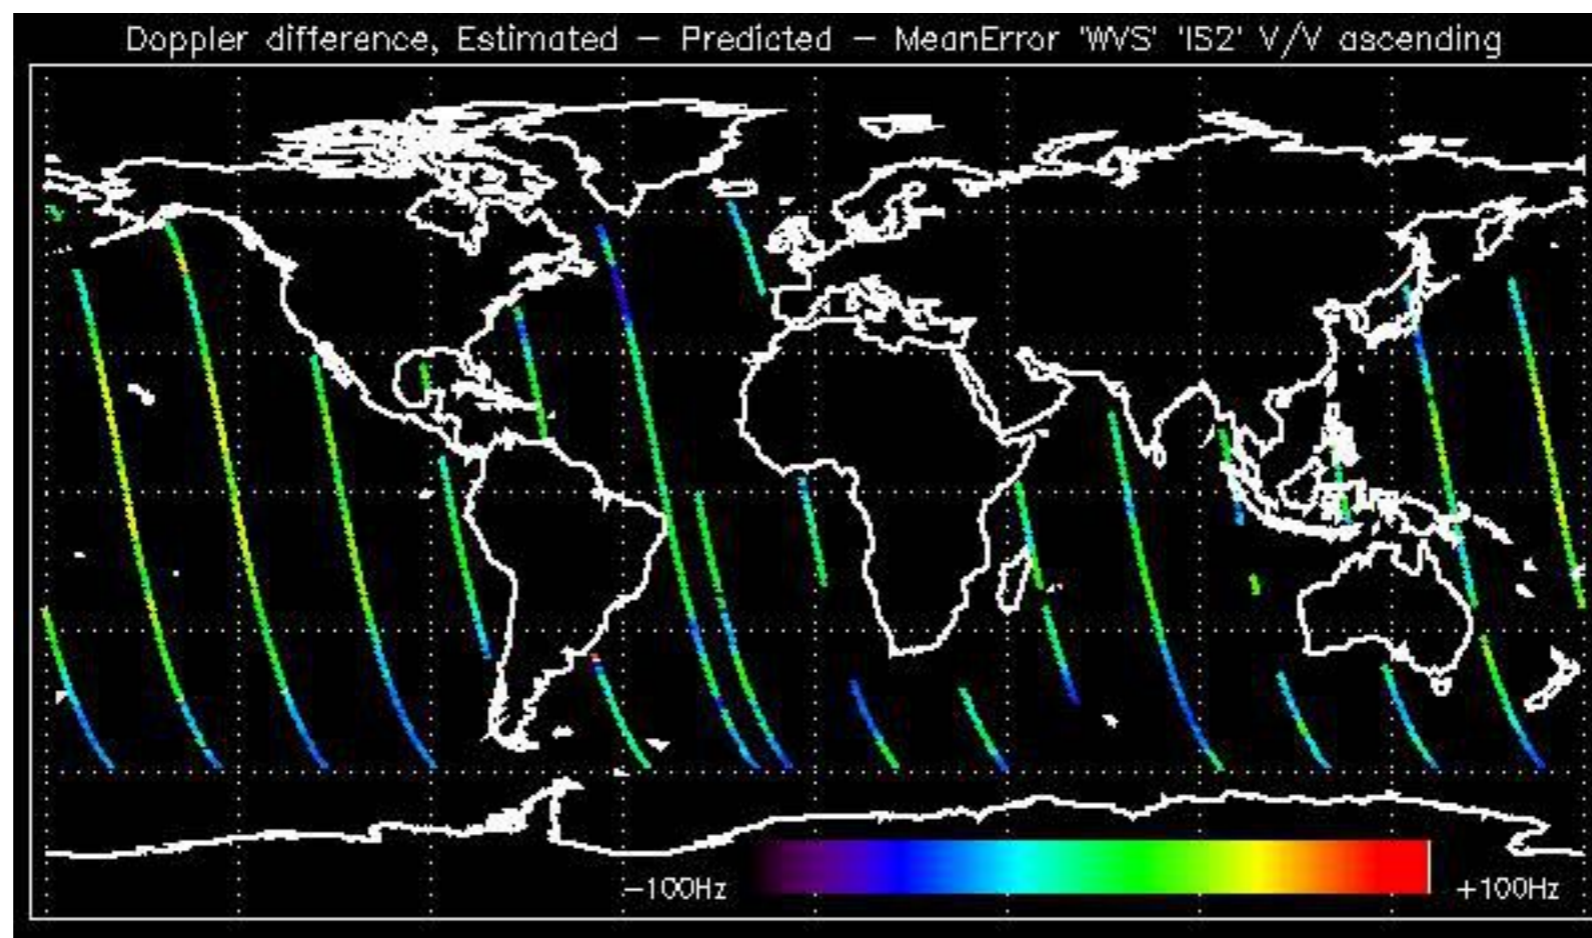 Doppler difference, Estimated – Predicted – MeanError 'WVS' 'IS2' V/V ascending
–100Hz
+100Hz